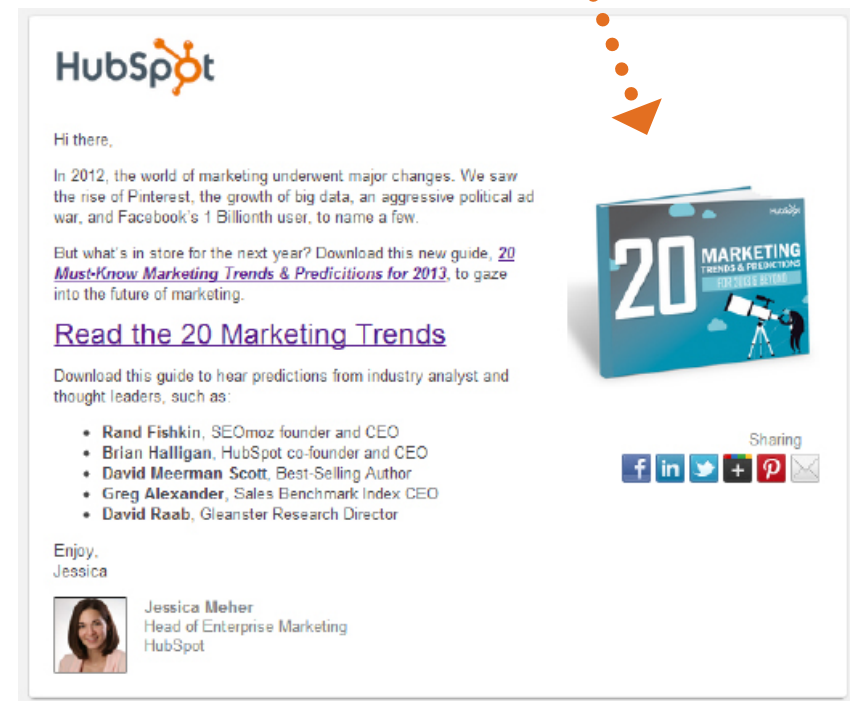 HubSpot
Hi there,
In 2012, the world of marketing underwent major changes. We saw
the rise of Pinterest, the growth of big data, an aggressive political ad
war, and Facebook's 1 Billionth user, to name a few.
But what's in store for the next year? Download this new guide, 20
Must-Know Marketing Trends & Predicitions for 2013, to gaze
into the future of marketing.
Read the 20 Marketing Trends
Download this guide to hear predictions from industry analyst and
thought leaders, such as:
• Rand Fishkin, SEOmoz founder and CEO
• Brian Halligan, HubSpot co-founder and CEO
• David Meerman Scott, Best-Selling Author
• Greg Alexander, Sales Benchmark Index CEO
• David Raab, Gleanster Research Director
Enjoy,
Jessica
Jessica Meher
Head of Enterprise Marketing
HubSpot
HubSpot
20 MARKETING
TRENDS & PREDICTIONS
FOR 2013 & BEYOND
Sharing